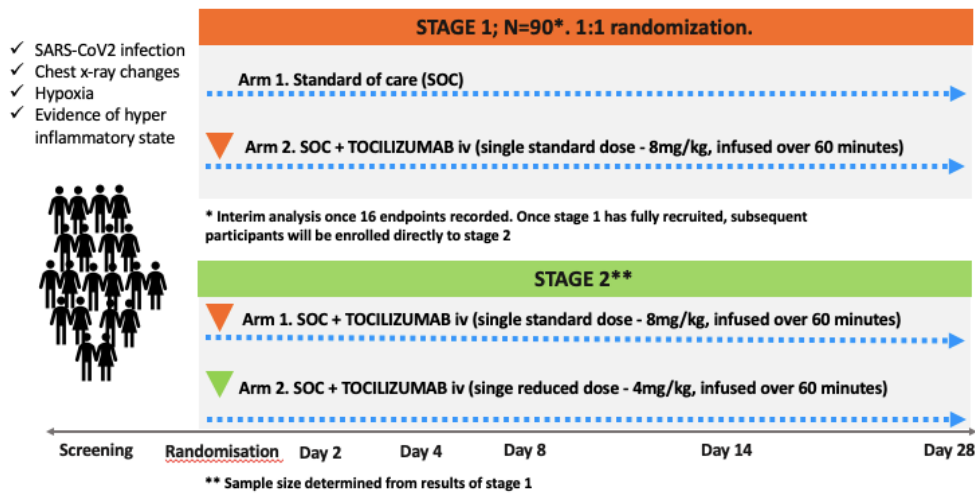 ✓ SARS-CoV2 infection
✓ Chest x-ray changes
✓ Hypoxia
✓ Evidence of hyper
inflammatory state
STAGE 1; N=90*. 1:1 randomization.
Arm 1. Standard of care (SOC)
Arm 2. SOC + TOCILIZUMAB iv (single standard dose - 8mg/kg, infused over 60 minutes)
* Interim analysis once 16 endpoints recorded. Once stage 1 has fully recruited, subsequent
participants will be enrolled directly to stage 2
STAGE 2**
Arm 1. SOC + TOCILIZUMAB iv (single standard dose - 8mg/kg, infused over 60 minutes)
Arm 2. SOC + TOCILIZUMAB iv (singe reduced dose - 4mg/kg, infused over 60 minutes)
Screening Randomisation Day 2 Day 4 Day 8 Day 14 Day 28
** Sample size determined from results of stage 1